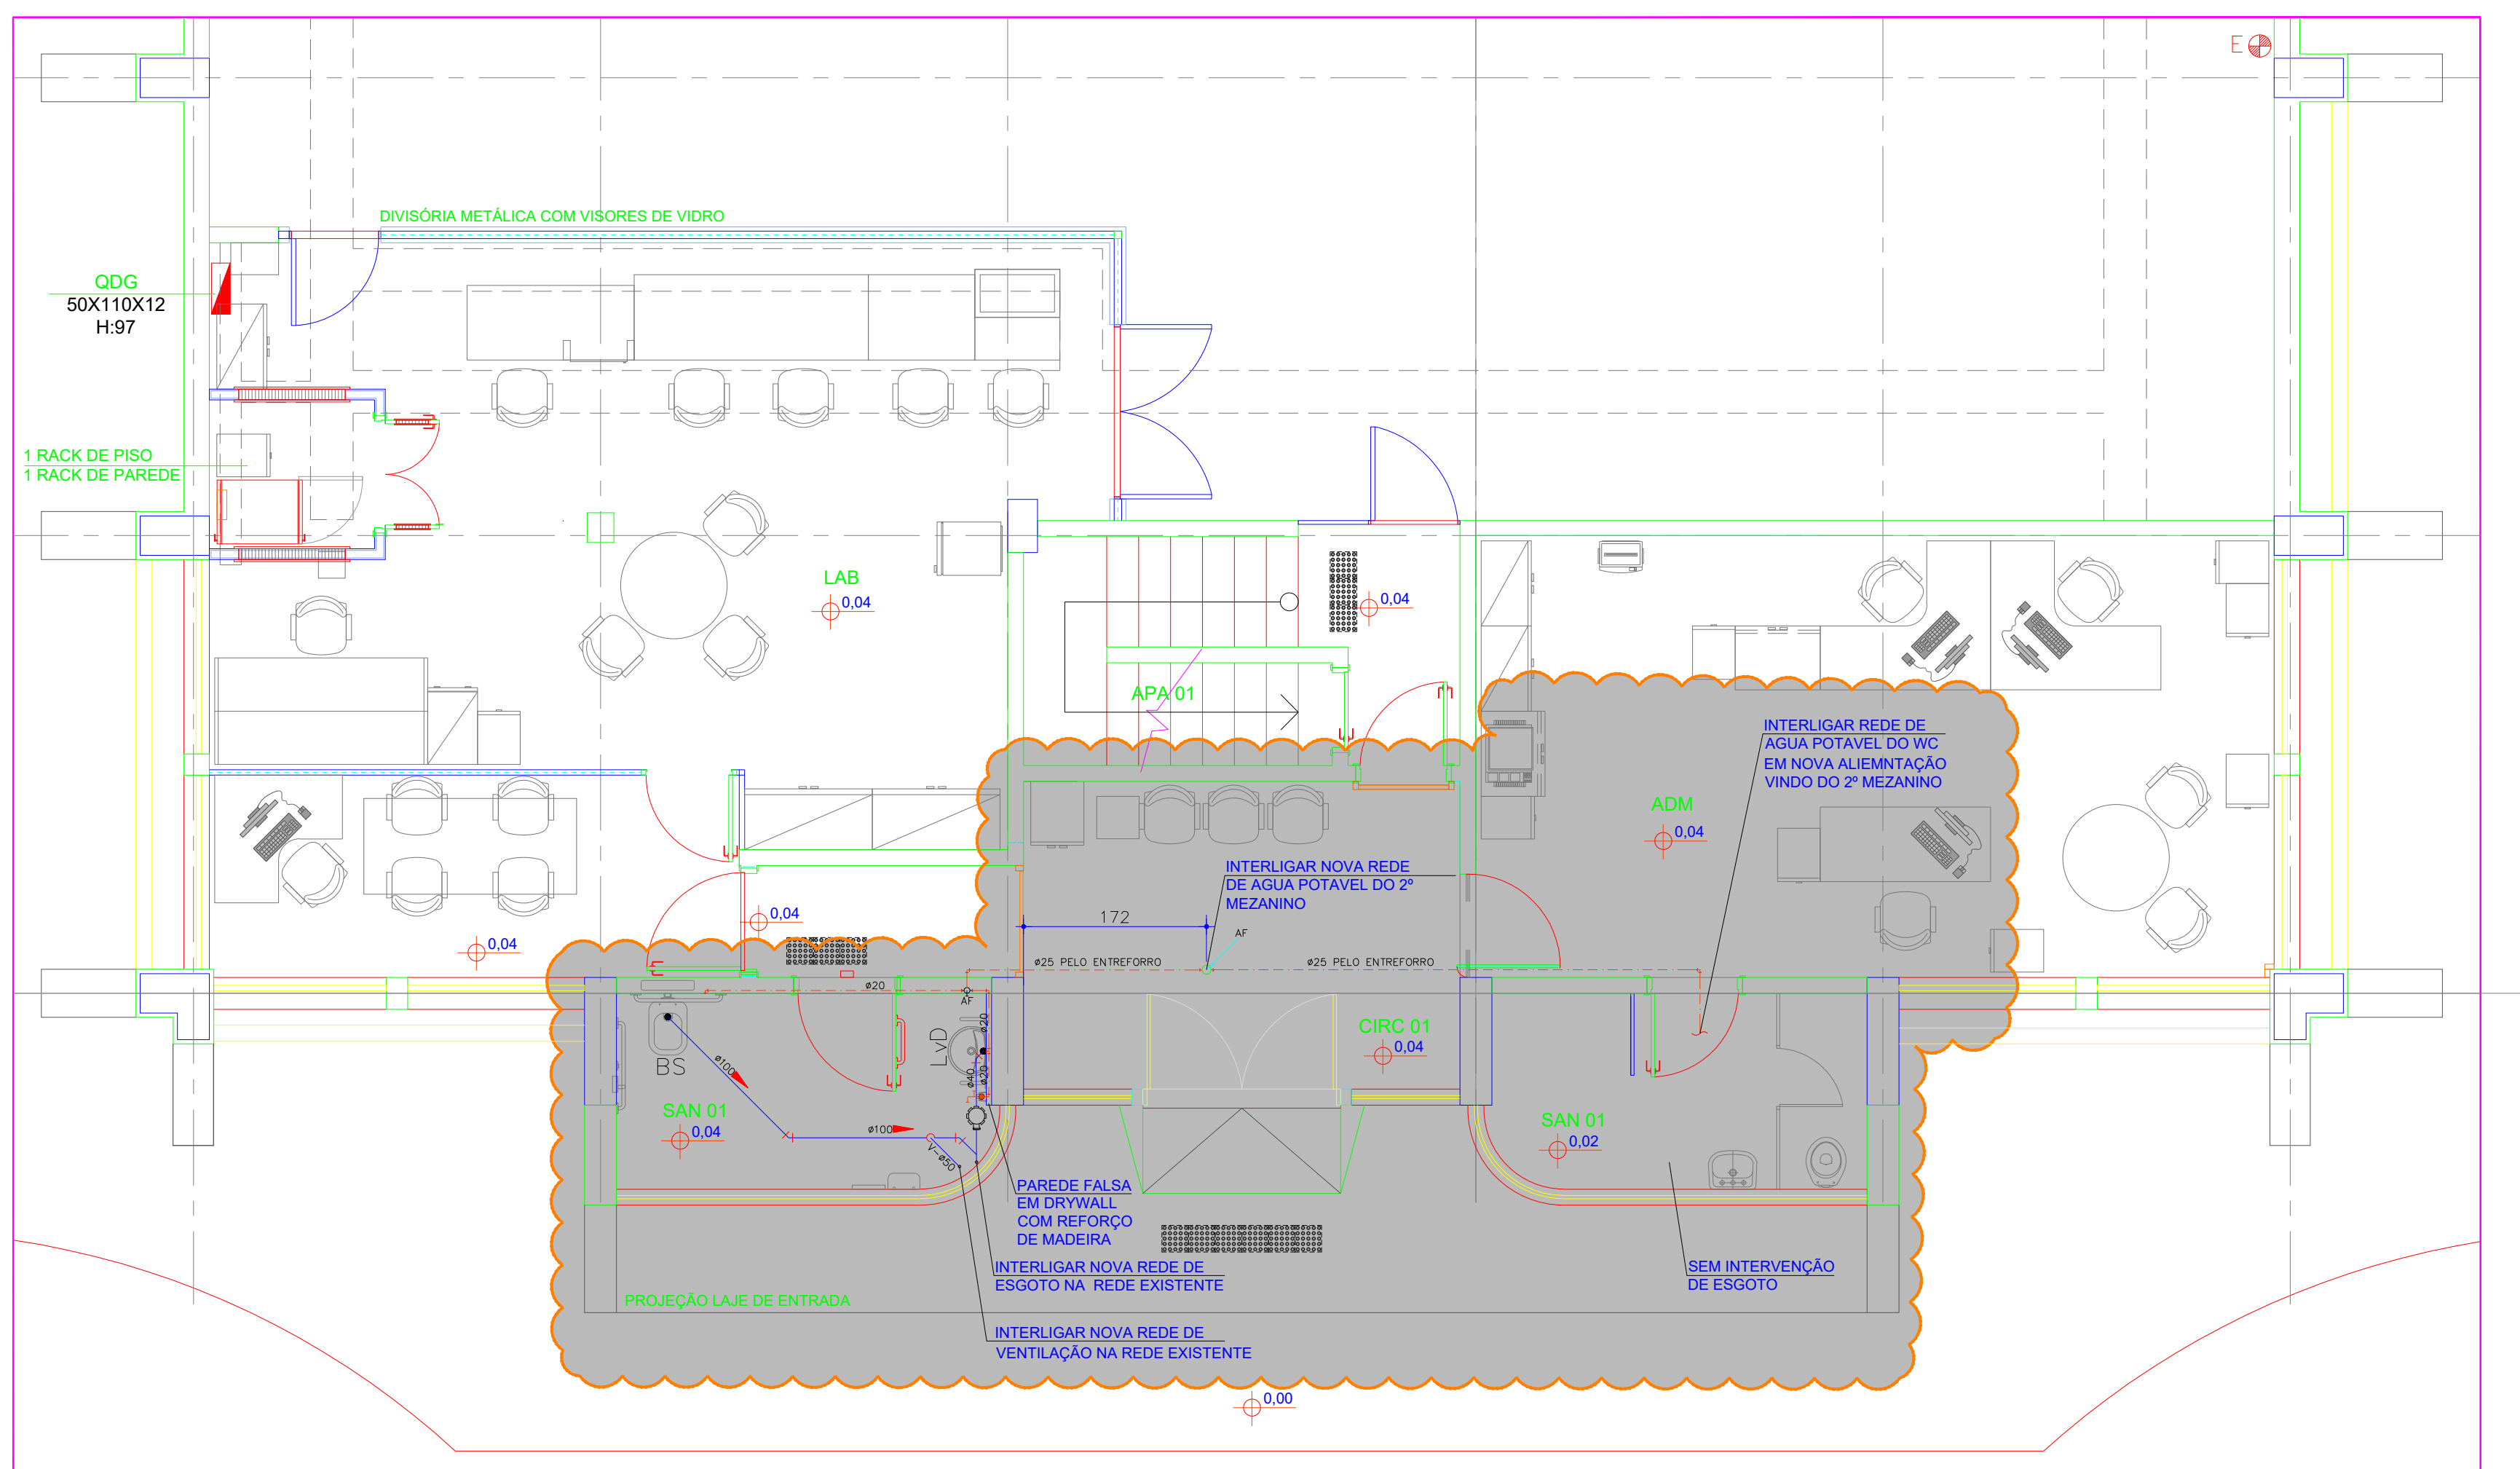 E
DIVISÓRIA METÁLICA COM VISORES DE VIDRO
QDG
50X110X12
H:97
1 RACK DE PISO
1 RACK DE PAREDE
LAB
0,04
0,04
APA 01
INTERLIGAR REDE DE
AGUA POTAVEL DO WC
EM NOVA ALIEMNTAÇÃO
VINDO DO 2º MEZANINO
ADM
0,04
INTERLIGAR NOVA REDE
DE AGUA POTAVEL DO 2º
MEZANINO
172
AF
0,04
0,04
ø25 PELO ENTREFORRO
ø25 PELO ENTREFORRO
ø20
AF
ø20
LvD
BS
ø100
ø40
ø20
CIRC 01
0,04
SAN 01
0,04
ø100
V-ø50
SAN 01
0,02
PAREDE FALSA
EM DRYWALL
COM REFORÇO
DE MADEIRA
INTERLIGAR NOVA REDE DE
ESGOTO NA REDE EXISTENTE
SEM INTERVENÇÃO
DE ESGOTO
PROJEÇÃO LAJE DE ENTRADA
INTERLIGAR NOVA REDE DE
VENTILAÇÃO NA REDE EXISTENTE
0,00